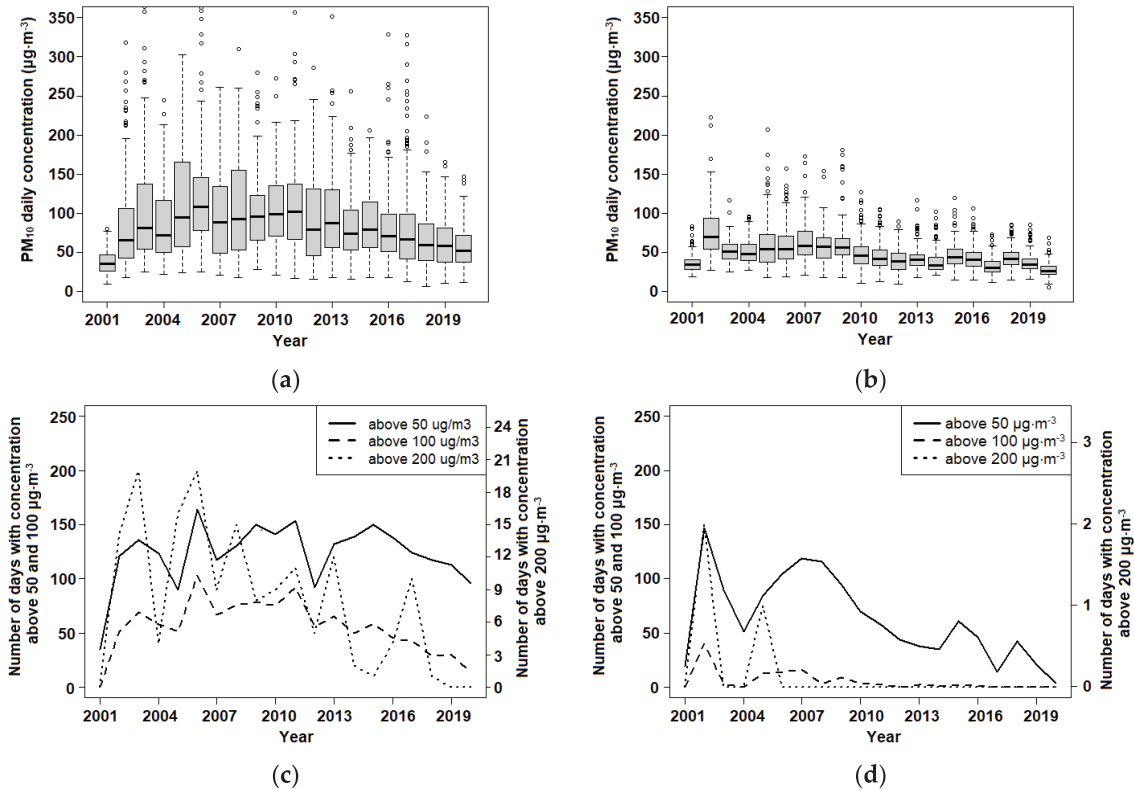 PM10 daily concentration (µg·m-3)
350
300
250
200
150
100
50
0
2001 2004 2007 2010 2013 2016 2019
Year
(a)
PM10 daily concentration (µg·m-3)
350
300
250
200
150
100
50
0
2001 2004 2007 2010 2013 2016 2019
Year
(b)
Number of days with concentration
above 50 and 100 µg·m-3
250
200
150
100
50
0
above 50 ug/m3
above 100 ug/m3
above 200 ug/m3
24
21
18
15
12
9
6
3
0
Number of days with concentration
above 200 µg·m-3
2001 2004 2007 2010 2013 2016 2019
Year
(c)
Number of days with concentration
above 50 and 100 µg·m-3
250
200
150
100
50
0
above 50 µg·m-3
above 100 µg·m-3
above 200 µg·m-3
3
2
1
0
Number of days with concentration
above 200 µg·m-3
2001 2004 2007 2010 2013 2016 2019
Year
(d)